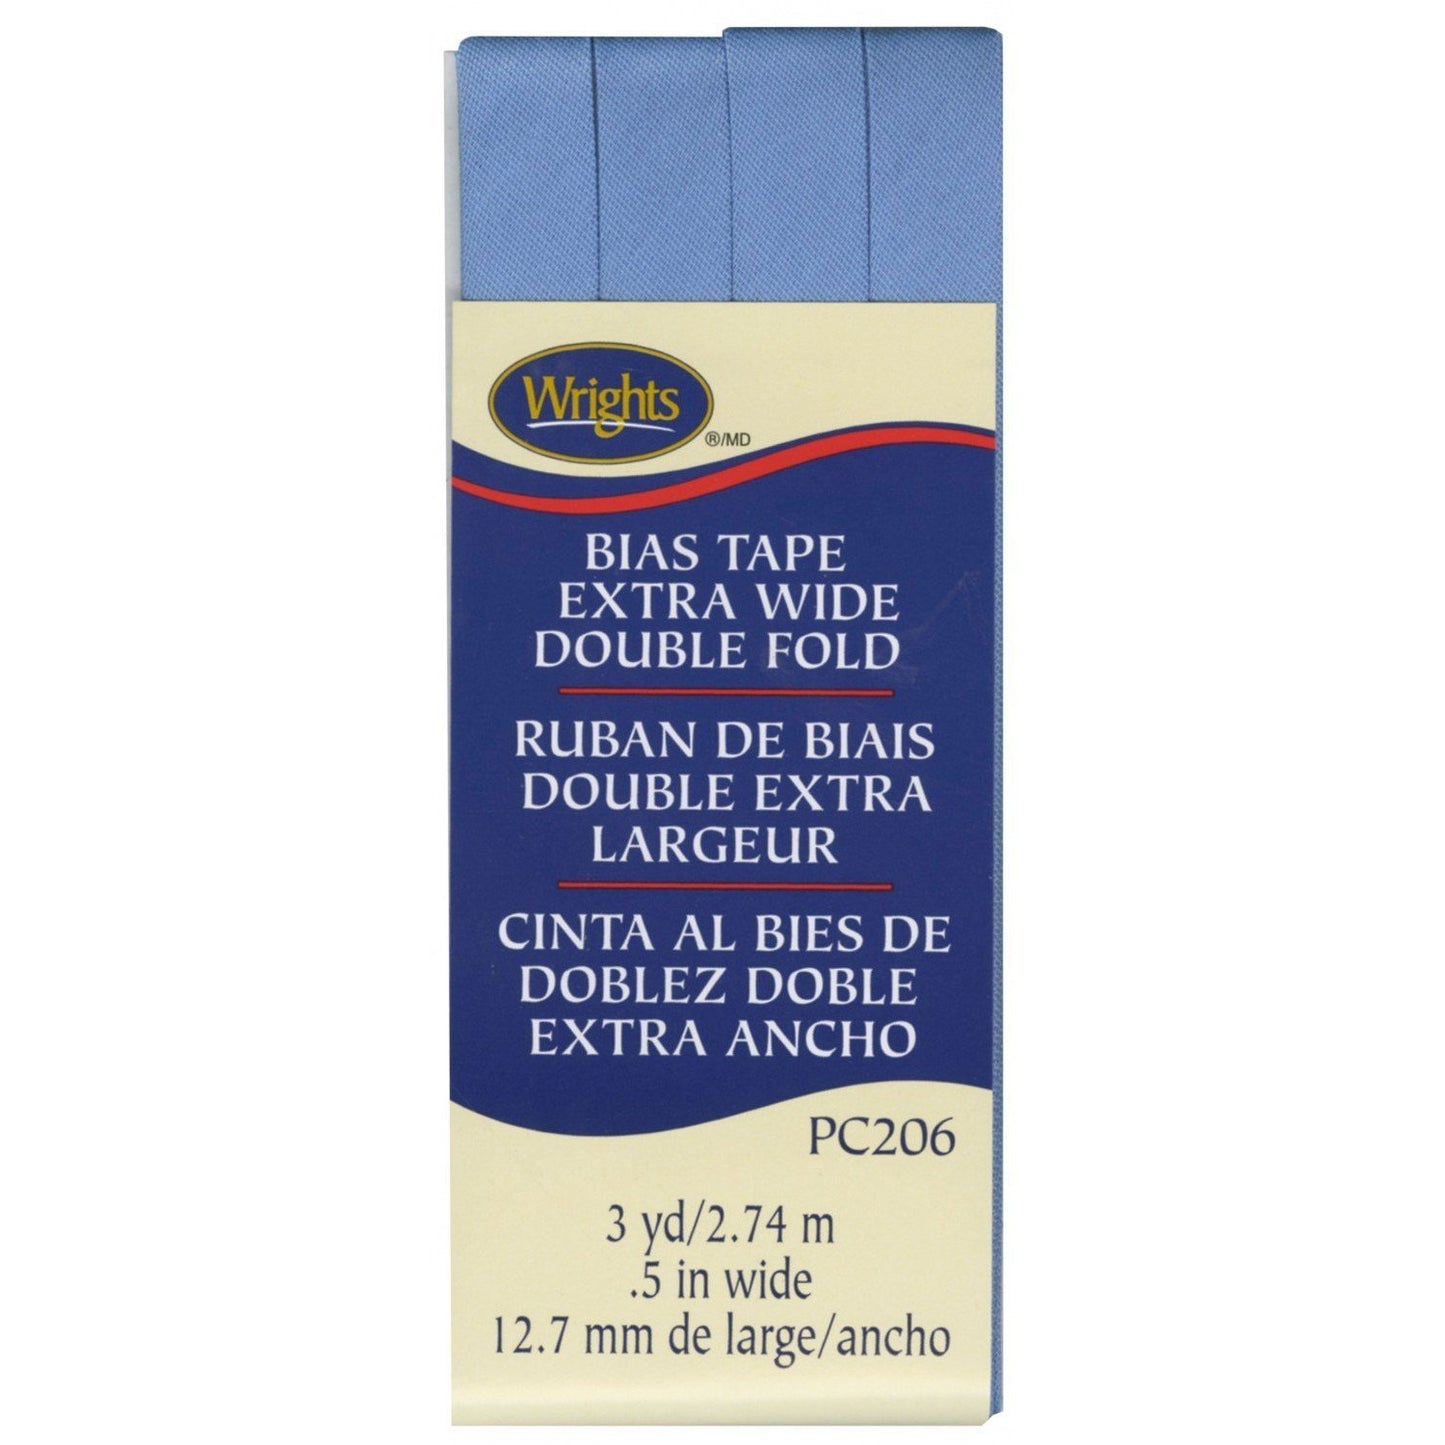 Wrights
®/MD
BIAS TAPE
EXTRA WIDE
DOUBLE FOLD
RUBAN DE BIAIS
DOUBLE EXTRA
LARGEUR
CINTA AL BIES DE
DOBLEZ DOBLE
EXTRA ANCHO
PC206
3 yd/2.74 m
.5 in wide
12.7 mm de large/ancho